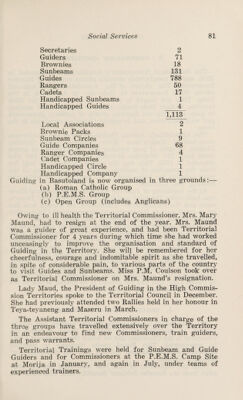 Social Services 81
Secretaries 2
Guiders 71
Brownies 18
Sunbeams 131
Guides 788
Rangers 50
Cadets 17
Handicapped Sunbeams 1
Handicapped Guides 4
1,113
Local Associations 2
Brownie Packs 1
Sunbeam Circles 9
Guide Companies 68
Ranger Companies 4
Cadet Companies 1
Handicapped Circle 1
Handicapped Company 1
Guiding in Basutoland is now organised in three grounds:—
(a) Roman Catholic Group
(b) P.E.M.S. Group
(c) Open Group (includes Anglicans)
Owing to ill health the Territorial Commissioner, Mrs. Mary
Maund, had to resign at the end of the year. Mrs. Maund
was a guider of great experience, and had been Territorial
Commissioner for 4 years during which time she had worked
unceasingly to improve the organisation and standard of
Guiding in the Territory. She will be remembered for her
cheerfulness, courage and indomitable spirit as she travelled,
in spite of considerable pain, to various parts of the country
to visit Guides and Sunbeams. Miss P.M. Coulson took over
as Territorial Commissioner on Mrs. Maund's resignation.
Lady Maud, the President of Guiding in the High Commis-
sion Territories spoke to the Territorial Council in December.
She had previously attended two Rallies held in her honour in
Teya-teyaneng and Maseru in March.
The Assistant Territorial Commissioners in charge of the
three groups have travelled extensively over the Territory
in an endeavour to find new Commissioners, train guiders,
and pass warrants.
Territorial Trainings were held for Sunbeam and Guide
Guiders and for Commissioners at the P.E.M.S. Camp Site
at Morija in January, and again in July, under teams of
experienced trainers.